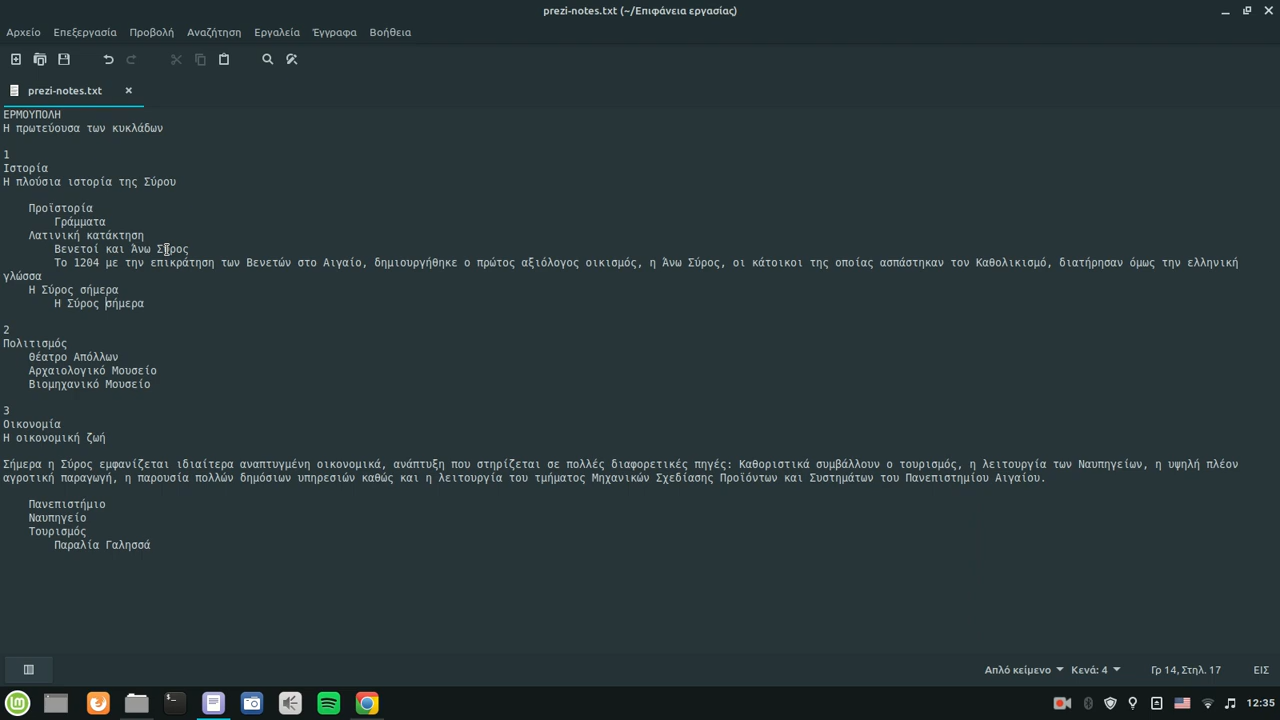 prezi-notes.txt (~/Επιφάνεια εργασίας)
Αρχείο Επεξεργασία Προβολή Αναζήτηση Εργαλεία Έγγραφα Βοήθεια
prezi-notes.txt
ΕΡΜΟΥΠΟΛΗ
Η πρωτεύουσα των κυκλάδων
1
Ιστορία
Η πλούσια ιστορία της Σύρου
Προϊστορία
Γράμματα
Λατινική κατάκτηση
Βενετοί και Άνω Σύρος
Το 1204 με την επικράτηση των Βενετών στο Αιγαίο, δημιουργήθηκε ο πρώτος αξιόλογος οικισμός, η Άνω Σύρος, οι κάτοικοι της οποίας ασπάστηκαν τον Καθολικισμό, διατήρησαν όμως την ελληνική
γλώσσα
Η Σύρος σήμερα
Η Σύρος σήμερα
2
Πολιτισμός
Θέατρο Απόλλων
Αρχαιολογικό Μουσείο
Βιομηχανικό Μουσείο
3
Οικονομία
Η οικονομική ζωή
Σήμερα η Σύρος εμφανίζεται ιδιαίτερα αναπτυγμένη οικονομικά, ανάπτυξη που στηρίζεται σε πολλές διαφορετικές πηγές: Καθοριστικά συμβάλλουν ο τουρισμός, η λειτουργία των Ναυπηγείων, η υψηλή πλέον
αγροτική παραγωγή, η παρουσία πολλών δημόσιων υπηρεσιών καθώς και η λειτουργία του τμήματος Μηχανικών Σχεδίασης Προϊόντων και Συστημάτων του Πανεπιστημίου Αιγαίου.
Πανεπιστήμιο
Ναυπηγείο
Τουρισμός
Παραλία Γαλησσά
Απλό κείμενο Κενά: 4 Γρ 14, Στηλ. 17 ΕΙΣ
12:35